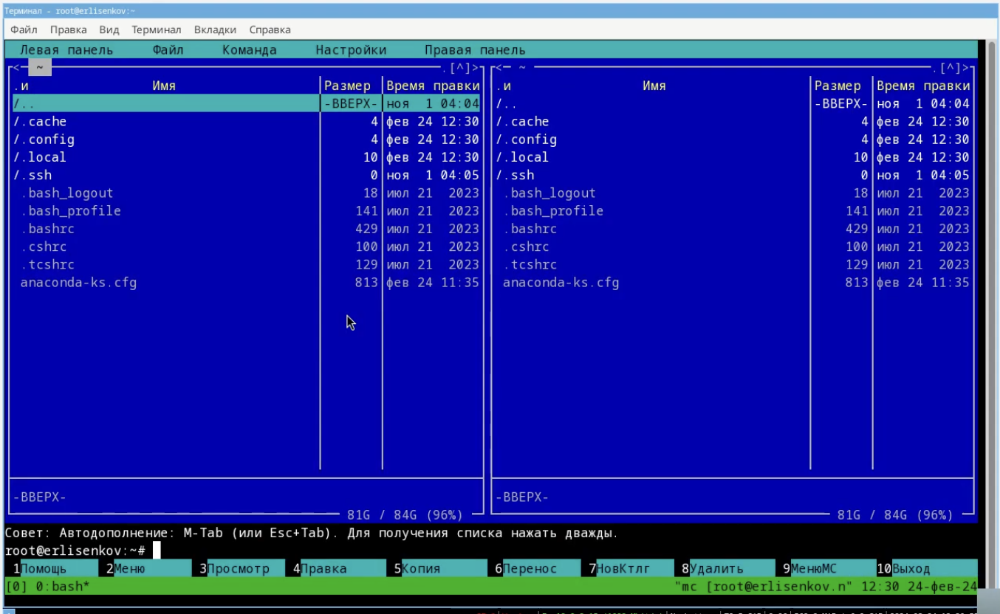 Терминал - root@erlisenkov:~
Файл Правка Вид Терминал Вкладки Справка
Левая панель Файл Команда Настройки Правая панель
<─ ~ .[^]> <─ ~ .[^]>
.и Имя Размер Время правки .и Имя Размер Время правки
/.. -ВВЕРХ- ноя 1 04:04 /.. -ВВЕРХ- ноя 1 04:04
/.cache 4 фев 24 12:30 /.cache 4 фев 24 12:30
/.config 4 фев 24 12:30 /.config 4 фев 24 12:30
/.local 10 фев 24 12:30 /.local 10 фев 24 12:30
/.ssh 0 ноя 1 04:05 /.ssh 0 ноя 1 04:05
.bash_logout 18 июл 21 2023 .bash_logout 18 июл 21 2023
.bash_profile 141 июл 21 2023 .bash_profile 141 июл 21 2023
.bashrc 429 июл 21 2023 .bashrc 429 июл 21 2023
.cshrc 100 июл 21 2023 .cshrc 100 июл 21 2023
.tcshrc 129 июл 21 2023 .tcshrc 129 июл 21 2023
anaconda-ks.cfg 813 фев 24 11:35 anaconda-ks.cfg 813 фев 24 11:35
-ВВЕРХ- -ВВЕРХ-
81G / 84G (96%) 81G / 84G (96%)
Совет: Автодополнение: M-Tab (или Esc+Tab). Для получения списка нажать дважды.
root@erlisenkov:~#
1Помощь 2Меню 3Просмотр 4Правка 5Копия 6Перенос 7НовКтлг 8Удалить 9МенюМС 10Выход
[0] 0:bash* "mc [root@erlisenkov.n" 12:30 24-фев-24